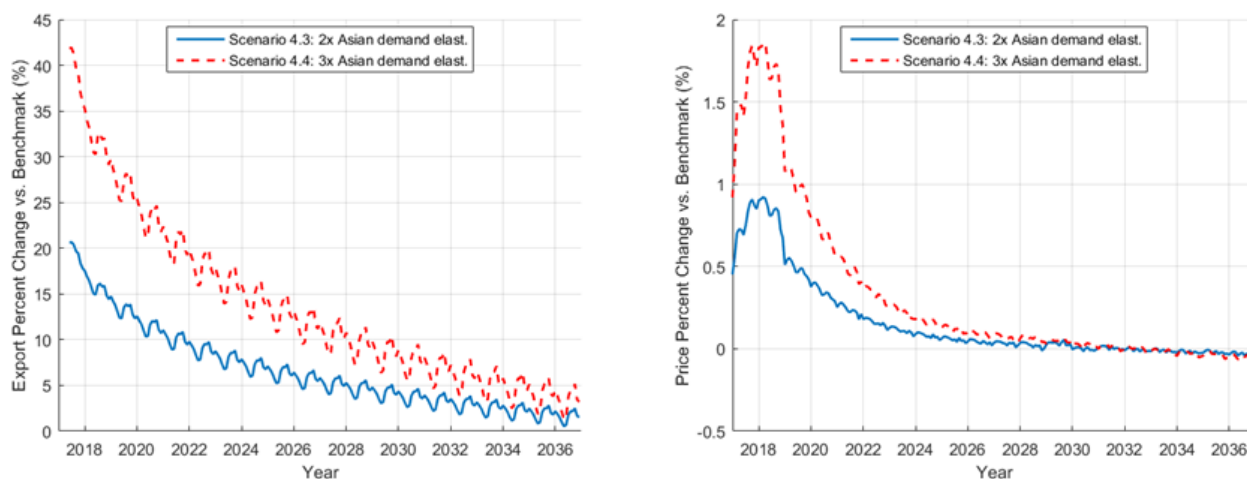 Export Percent Change vs. Benchmark (%)
45
40
35
30
25
20
15
10
5
0
Scenario 4.3: 2x Asian demand elast.
Scenario 4.4: 3x Asian demand elast.
2018 2020 2022 2024 2026 2028 2030 2032 2034 2036
Year
Price Percent Change vs. Benchmark (%)
2
1.5
1
0.5
0
-0.5
Scenario 4.3: 2x Asian demand elast.
Scenario 4.4: 3x Asian demand elast.
2018 2020 2022 2024 2026 2028 2030 2032 2034 2036
Year